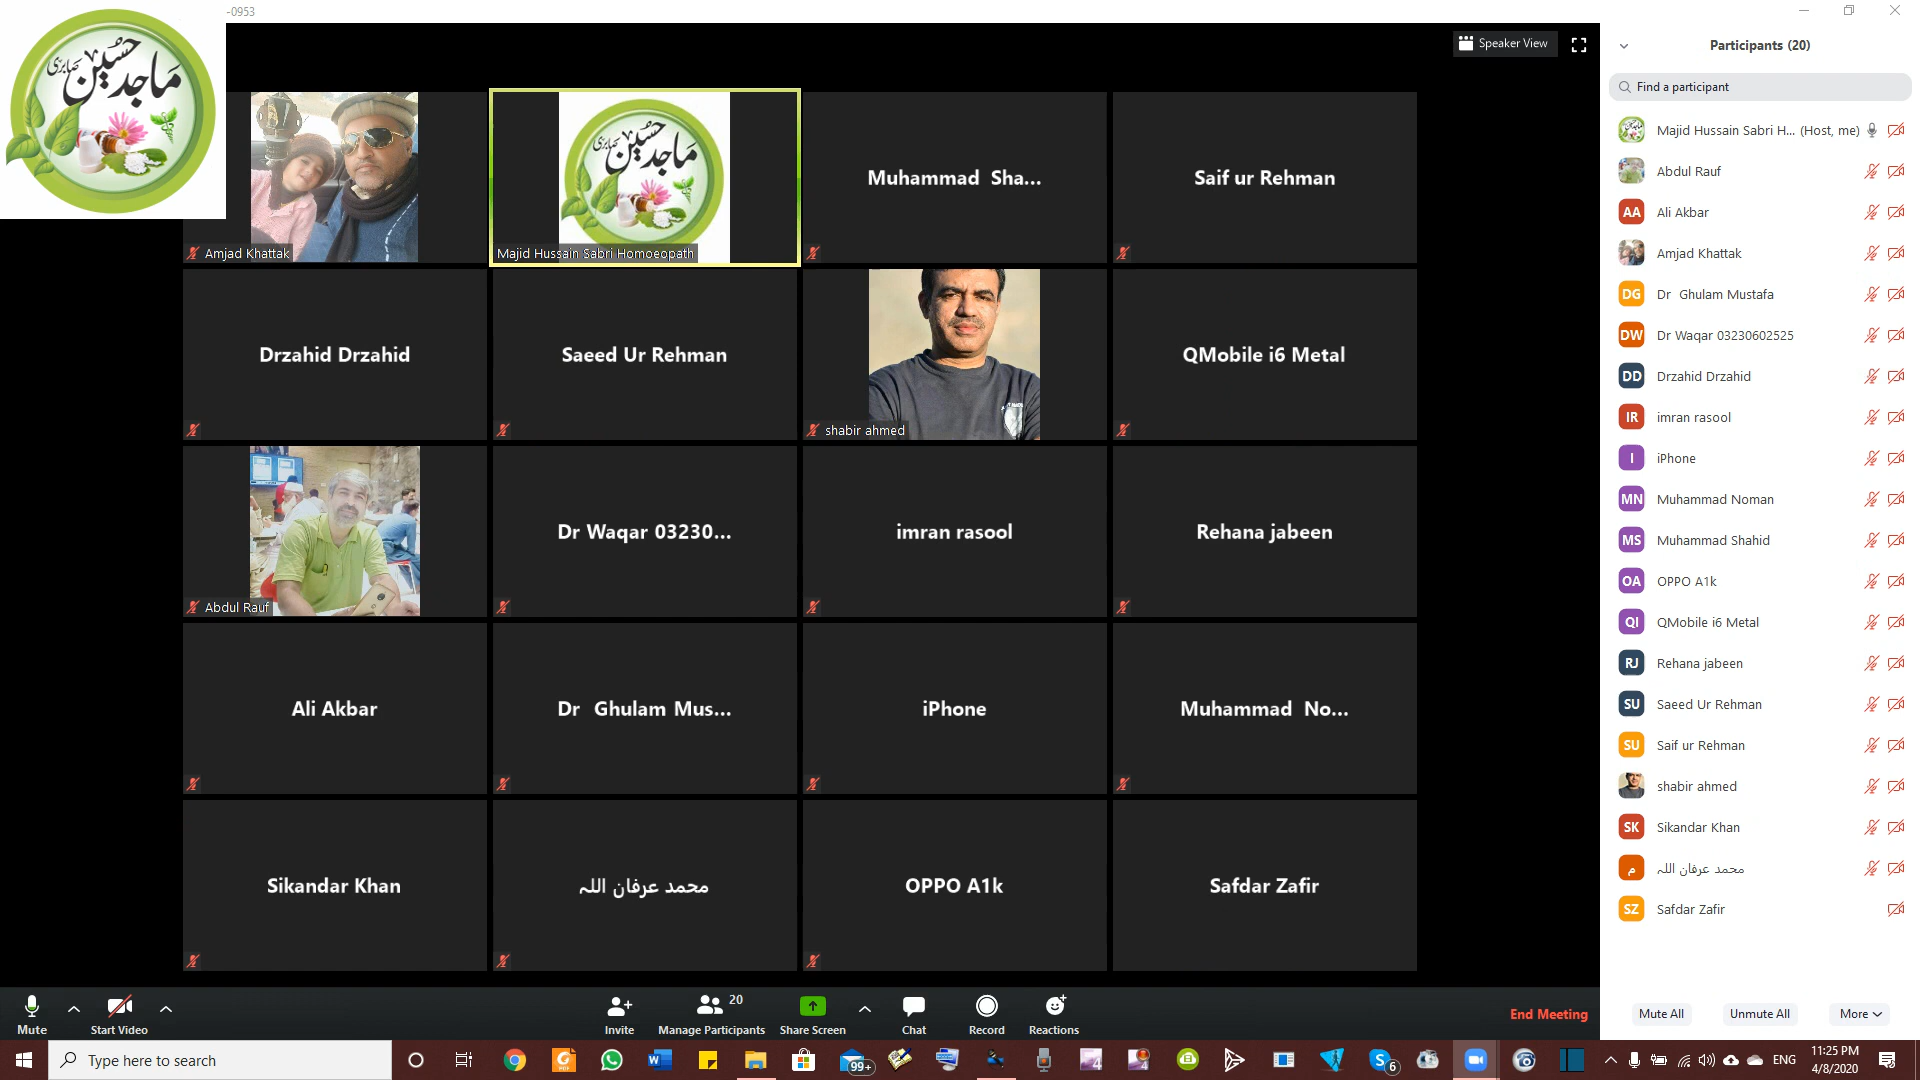 -0953
ماجد حسین صابری
Speaker View
Amjad Khattak
ماجد حسین صابری
Majid Hussain Sabri Homoeopath
Muhammad Sha...
Saif ur Rehman
Drzahid Drzahid
Saeed Ur Rehman
shabir ahmed
QMobile i6 Metal
Abdul Rauf
Dr Waqar 03230...
imran rasool
Rehana jabeen
Ali Akbar
Dr Ghulam Mus...
iPhone
Muhammad No...
Sikandar Khan
محمد عرفان اللہ
OPPO A1k
Safdar Zafir
Participants (20)
Find a participant
Majid Hussain Sabri H... (Host, me)
Abdul Rauf
AA Ali Akbar
Amjad Khattak
DG Dr Ghulam Mustafa
DW Dr Waqar 03230602525
DD Drzahid Drzahid
IR imran rasool
I iPhone
MN Muhammad Noman
MS Muhammad Shahid
OA OPPO A1k
QI QMobile i6 Metal
RJ Rehana jabeen
SU Saeed Ur Rehman
SU Saif ur Rehman
shabir ahmed
SK Sikandar Khan
م محمد عرفان اللہ
SZ Safdar Zafir
Mute All Unmute All More
Mute Start Video Invite Manage Participants 20 Share Screen Chat Record Reactions End Meeting
Type here to search
99+
6
ENG
11:25 PM
4/8/2020